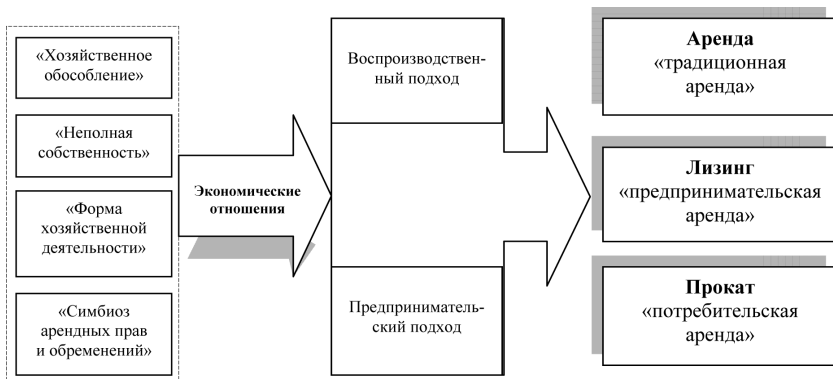 «Хозяйственное
обособление»
«Неполная
собственность»
«Форма
хозяйственной
деятельности»
«Симбиоз
арендных прав
и обременений»
Экономические
отношения
Воспроизводствен-
ный подход
Предприниматель-
ский подход
Аренда
«традиционная
аренда»
Лизинг
«предпринимательская
аренда»
Прокат
«потребительская
аренда»